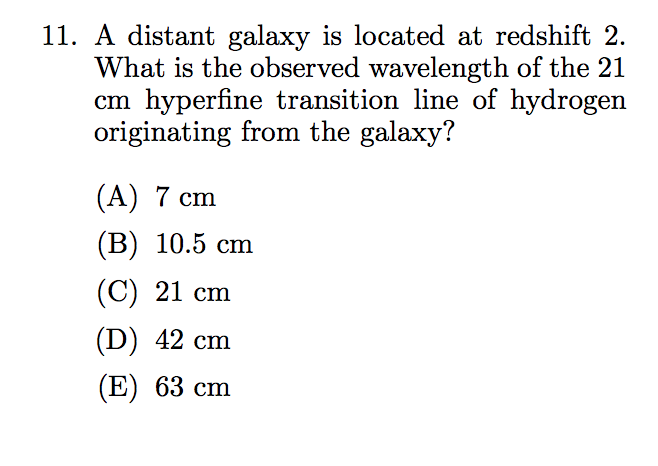 11. A distant galaxy is located at redshift 2.
What is the observed wavelength of the 21
cm hyperfine transition line of hydrogen
originating from the galaxy?
(A) 7 cm
(B) 10.5 cm
(C) 21 cm
(D) 42 cm
(E) 63 cm